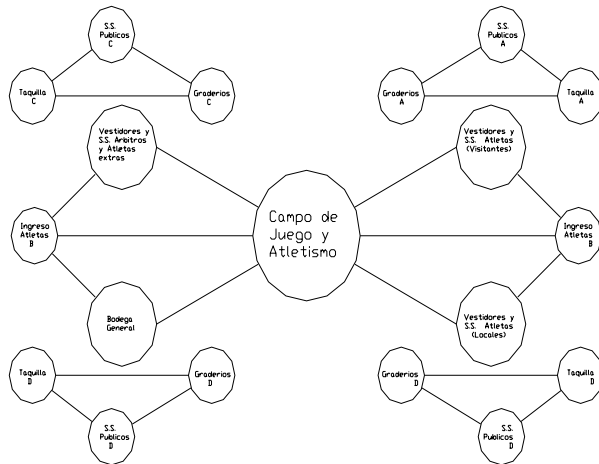 S.S.
Publicos
C
Taquilla
C
Graderios
C
S.S.
Publicos
A
Graderios
A
Taquilla
A
Vestidores y
S.S. Arbitros
y Atletas
extras
Vestidores y
S.S. Atletas
(Visitantes)
Ingreso
Atletas
B
Campo de
Juego y
Atletismo
Ingreso
Atletas
B
Bodega
General
Vestidores y
S.S. Atletas
(Locales)
Taquilla
D
Graderios
D
S.S.
Publicos
D
Graderios
D
Taquilla
D
S.S.
Publicos
D